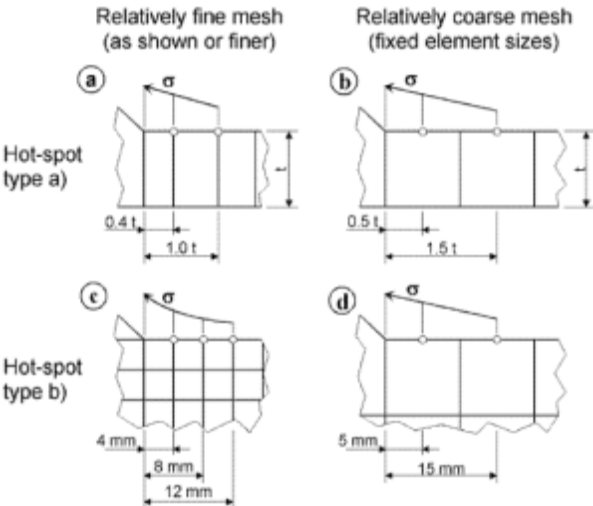 Relatively fine mesh
(as shown or finer)
Relatively coarse mesh
(fixed element sizes)
a
σ
b
σ
Hot-spot
type a)
t
t
0.4 t
1.0 t
0.5 t
1.5 t
c
σ
d
σ
Hot-spot
type b)
4 mm
8 mm
12 mm
5 mm
15 mm